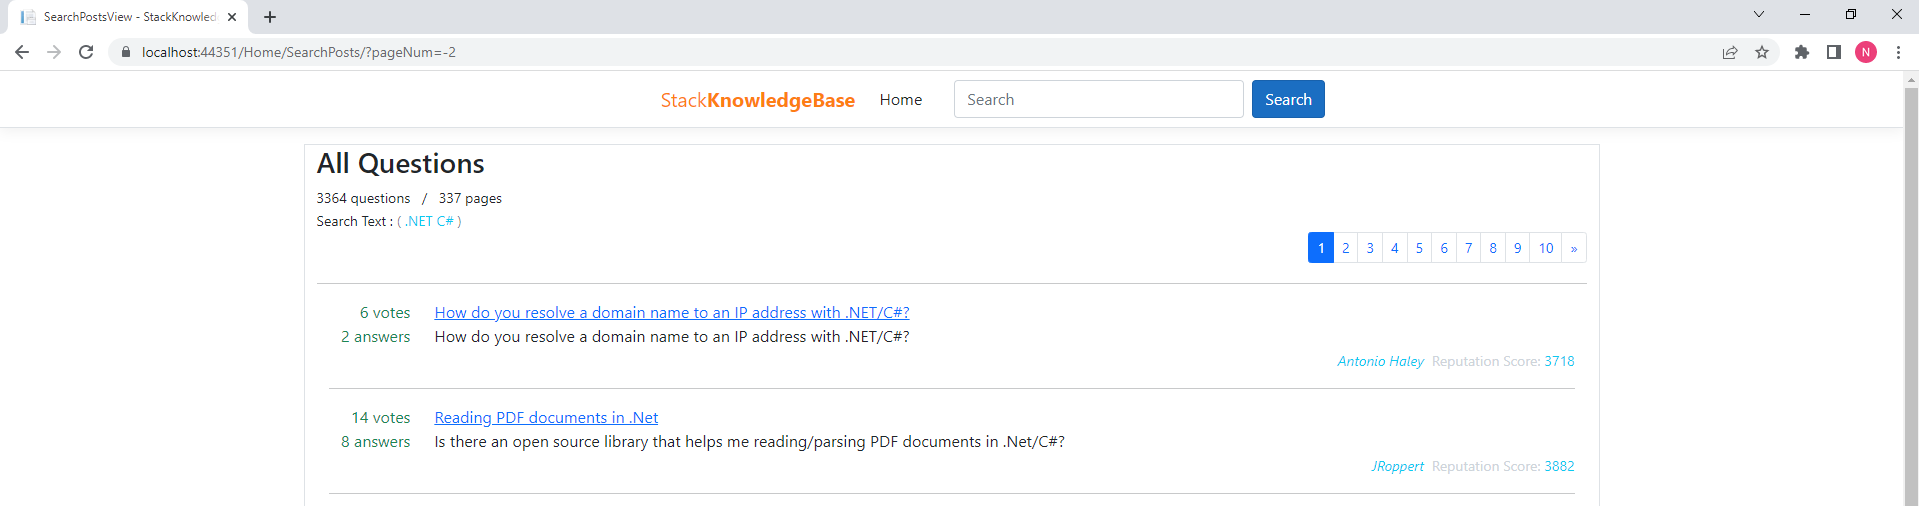 SearchPostsView - StackKnowled
localhost:44351/Home/SearchPosts/?pageNum=-2
N
StackKnowledgeBase Home Search Search
All Questions
3364 questions / 337 pages
Search Text : ( .NET C# )
1 2 3 4 5 6 7 8 9 10 »
6 votes How do you resolve a domain name to an IP address with .NET/C#?
2 answers How do you resolve a domain name to an IP address with .NET/C#?
Antonio Haley Reputation Score: 3718
14 votes Reading PDF documents in .Net
8 answers Is there an open source library that helps me reading/parsing PDF documents in .Net/C#?
JRoppert Reputation Score: 3882